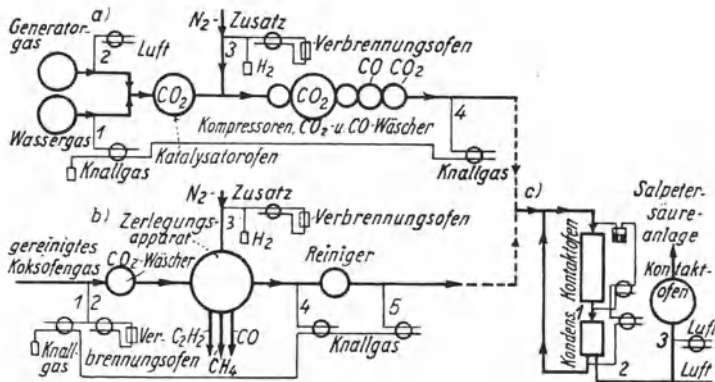 Generator-
gas
a)
2
Luft
N₂-Zusatz
3
H₂
Verbrennungsofen
CO CO₂
CO₂
CO₂
Wassergas
1
Kompressoren, CO₂-u. CO-Wäscher
4
Knallgas
Katalysatorofen
Knallgas
N₂-Zusatz
3
H₂
Verbrennungsofen
b)
Zerlegungs-
apparat
gereinigtes
Koksofengas
CO₂-Wäscher
Reiniger
1
2
4
5
Knall-
gas
Ver-
brennungsofen
C₂H₂
CH₄
CO
Knallgas
c)
Salpeter-
säure-
anlage
Kontaktofen
Kontakt-
ofen
1
Kondens.
2
3
Luft
Luft